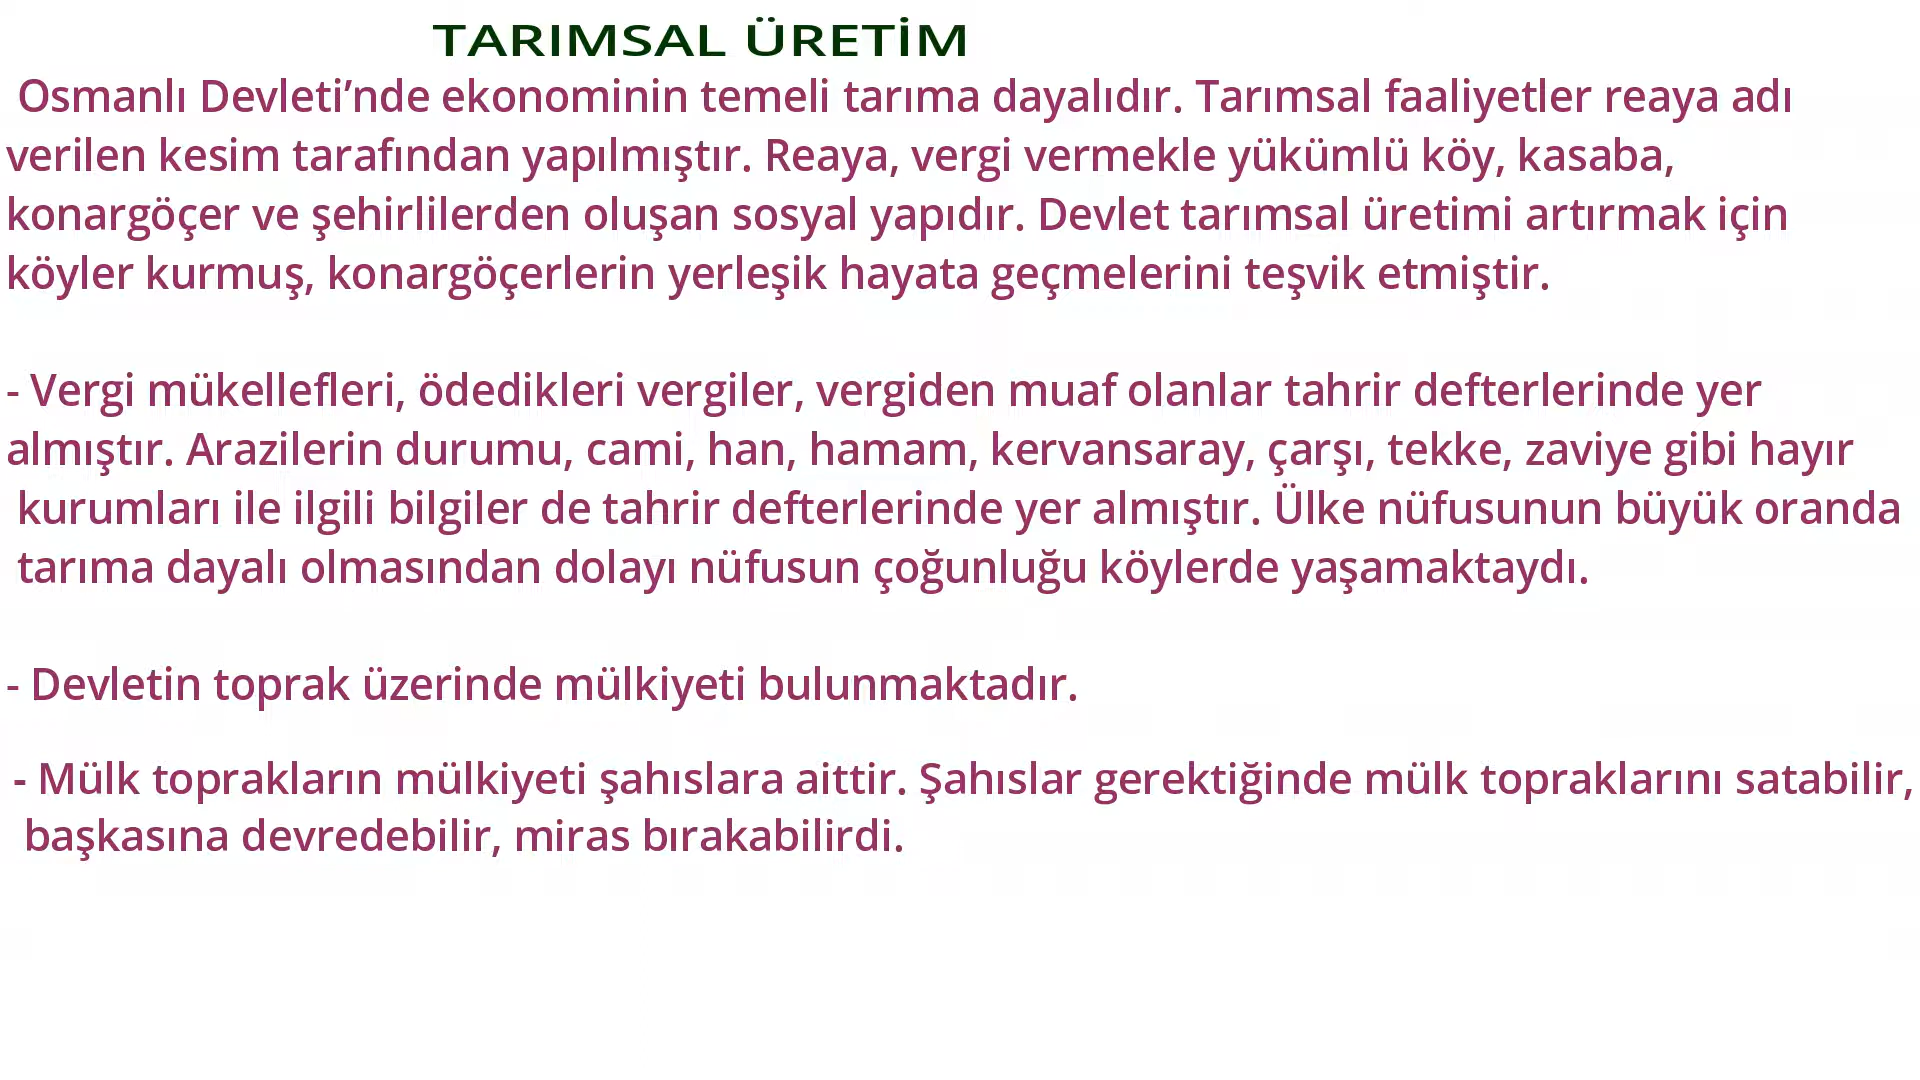 TARIMSAL ÜRETİM
Osmanlı Devleti’nde ekonominin temeli tarıma dayalıdır. Tarımsal faaliyetler reaya adı
verilen kesim tarafından yapılmıştır. Reaya, vergi vermekle yükümlü köy, kasaba,
konargöçer ve şehirlilerden oluşan sosyal yapıdır. Devlet tarımsal üretimi artırmak için
köyler kurmuş, konargöçerlerin yerleşik hayata geçmelerini teşvik etmiştir.
- Vergi mükellefleri, ödedikleri vergiler, vergiden muaf olanlar tahrir defterlerinde yer
almıştır. Arazilerin durumu, cami, han, hamam, kervansaray, çarşı, tekke, zaviye gibi hayır
kurumları ile ilgili bilgiler de tahrir defterlerinde yer almıştır. Ülke nüfusunun büyük oranda
tarıma dayalı olmasından dolayı nüfusun çoğunluğu köylerde yaşamaktaydı.
- Devletin toprak üzerinde mülkiyeti bulunmaktadır.
- Mülk toprakların mülkiyeti şahıslara aittir. Şahıslar gerektiğinde mülk topraklarını satabilir,
başkasına devredebilir, miras bırakabilirdi.